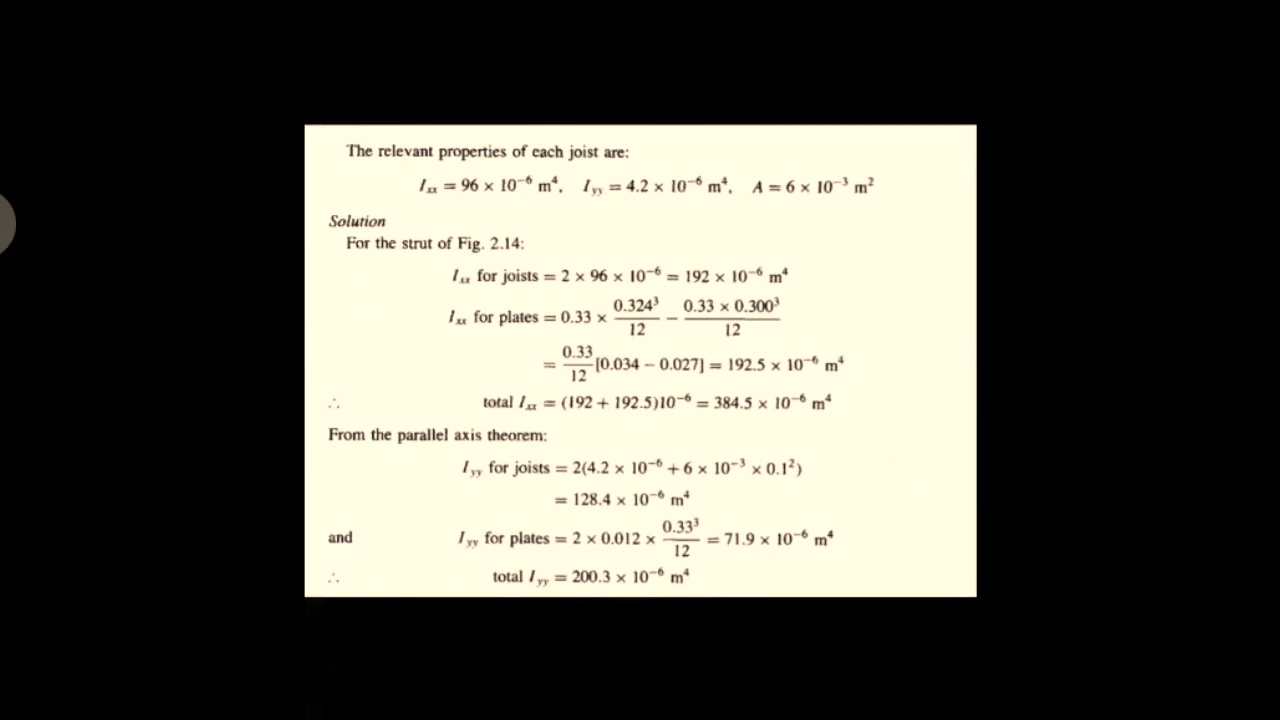 The relevant properties of each joist are:
Iₓₓ = 96 × 10⁻⁶ m⁴, I_yy = 4.2 × 10⁻⁶ m⁴, A = 6 × 10⁻³ m²
Solution
For the strut of Fig. 2.14:
Iₓₓ for joists = 2 × 96 × 10⁻⁶ = 192 × 10⁻⁶ m⁴
Iₓₓ for plates = 0.33 × 0.324³/12 − 0.33 × 0.300³/12
= 0.33/12 [0.034 − 0.027] = 192.5 × 10⁻⁶ m⁴
∴ total Iₓₓ = (192 + 192.5)10⁻⁶ = 384.5 × 10⁻⁶ m⁴
From the parallel axis theorem:
I_yy for joists = 2(4.2 × 10⁻⁶ + 6 × 10⁻³ × 0.1²)
= 128.4 × 10⁻⁶ m⁴
and I_yy for plates = 2 × 0.012 × 0.33³/12 = 71.9 × 10⁻⁶ m⁴
∴ total I_yy = 200.3 × 10⁻⁶ m⁴